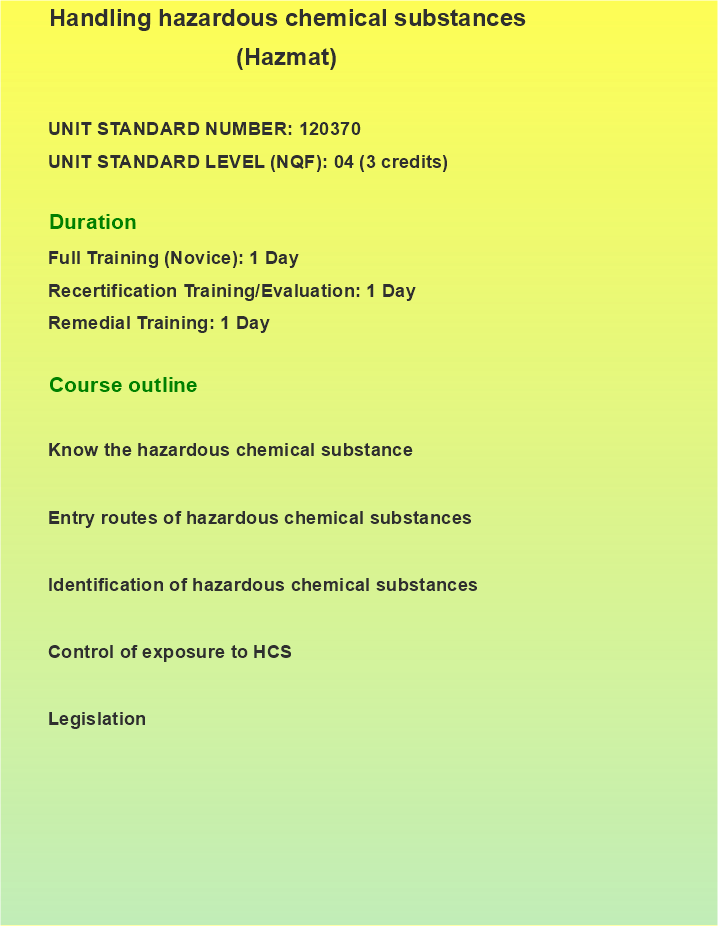 Handling hazardous chemical substances
(Hazmat)
UNIT STANDARD NUMBER: 120370
UNIT STANDARD LEVEL (NQF): 04 (3 credits)
Duration
Full Training (Novice): 1 Day
Recertification Training/Evaluation: 1 Day
Remedial Training: 1 Day
Course outline
Know the hazardous chemical substance
Entry routes of hazardous chemical substances
Identification of hazardous chemical substances
Control of exposure to HCS
Legislation